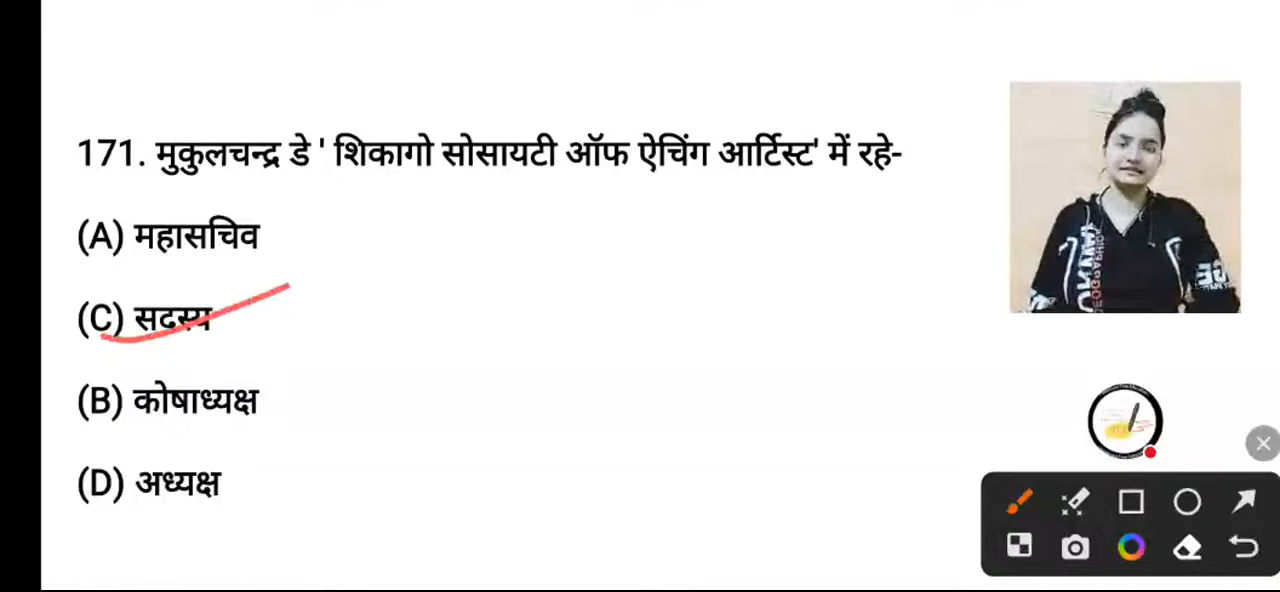 171. मुकुलचन्द्र डे ' शिकागो सोसायटी ऑफ ऐचिंग आर्टिस्ट' में रहे-
(A) महासचिव
(C) सदस्य
(B) कोषाध्यक्ष
(D) अध्यक्ष